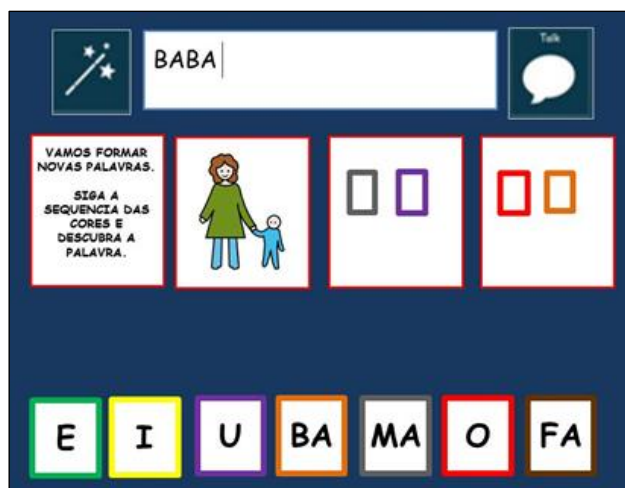 BABA
Talk
VAMOS FORMAR
NOVAS PALAVRAS.
SIGA A
SEQUENCIA DAS
CORES E
DESCUBRA A
PALAVRA.
E I U BA MA O FA